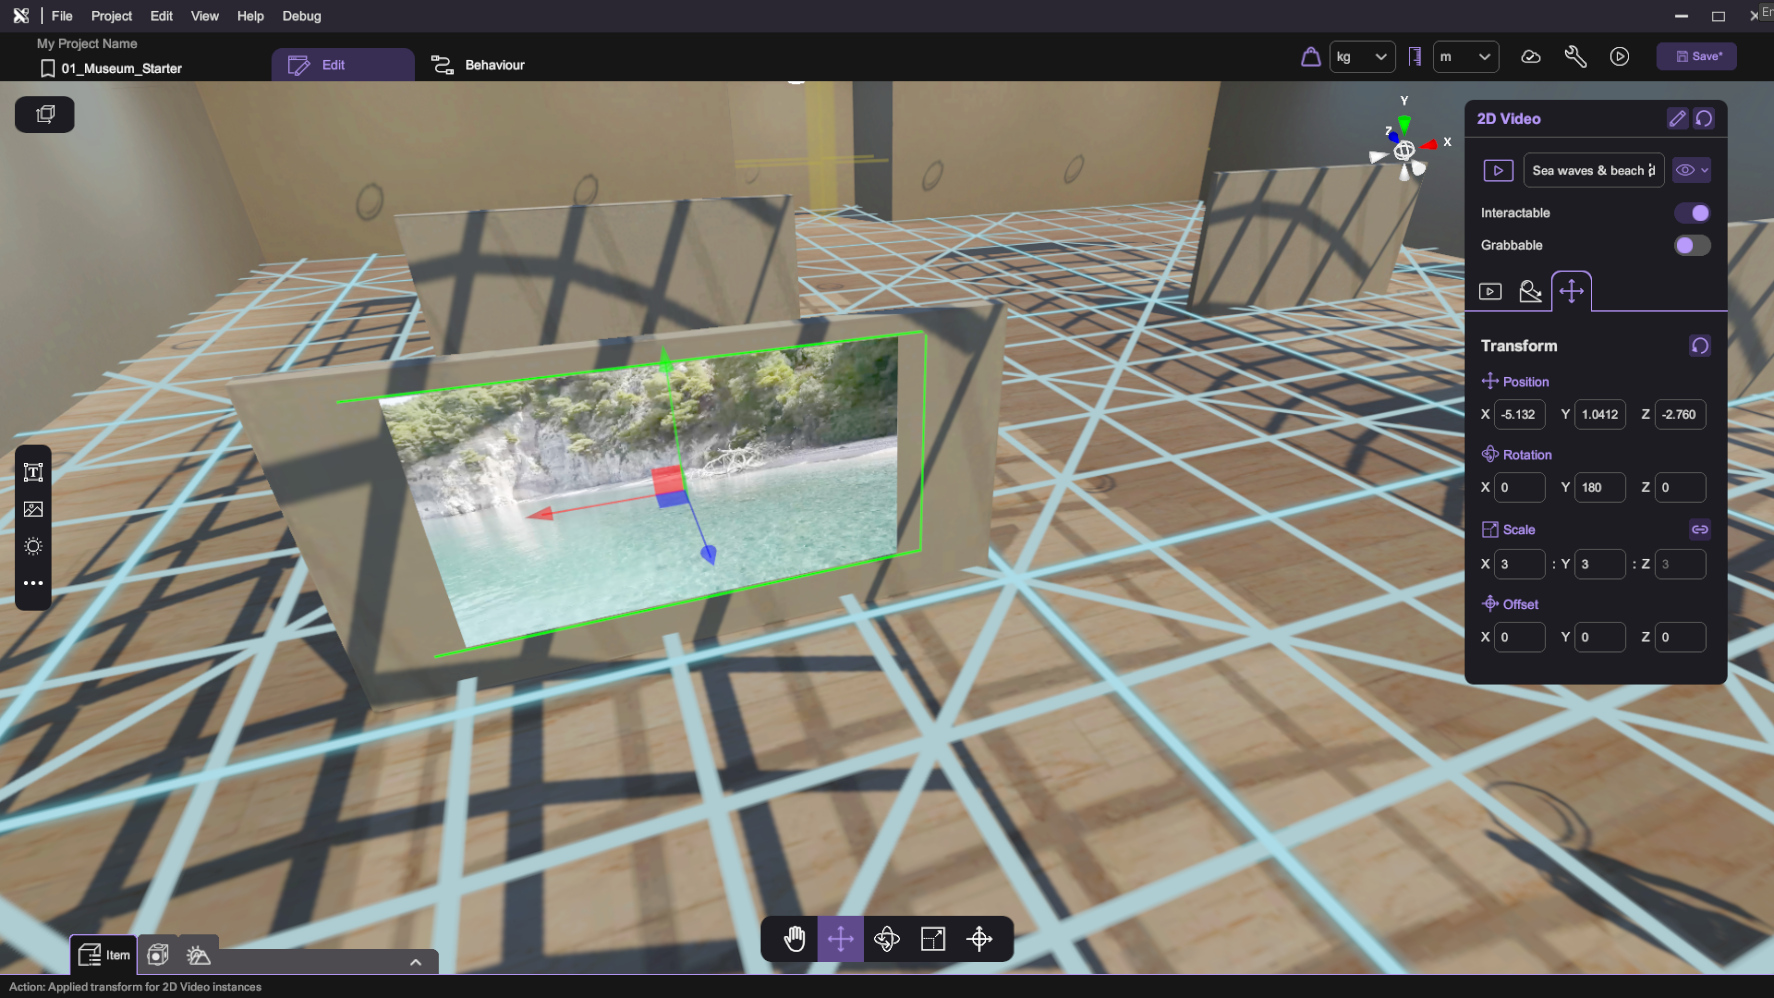 File Project Edit View Help Debug
En
My Project Name
01_Museum_Starter
Edit
Behaviour
kg
m
Save*
Y
Z
X
2D Video
Sea waves & beach
Interactable
Grabbable
Transform
Position
X -5.132 Y 1.0412 Z -2.760
Rotation
X 0 Y 180 Z 0
Scale
X 3 : Y 3 : Z 3
Offset
X 0 Y 0 Z 0
T
Item
Action: Applied transform for 2D Video instances